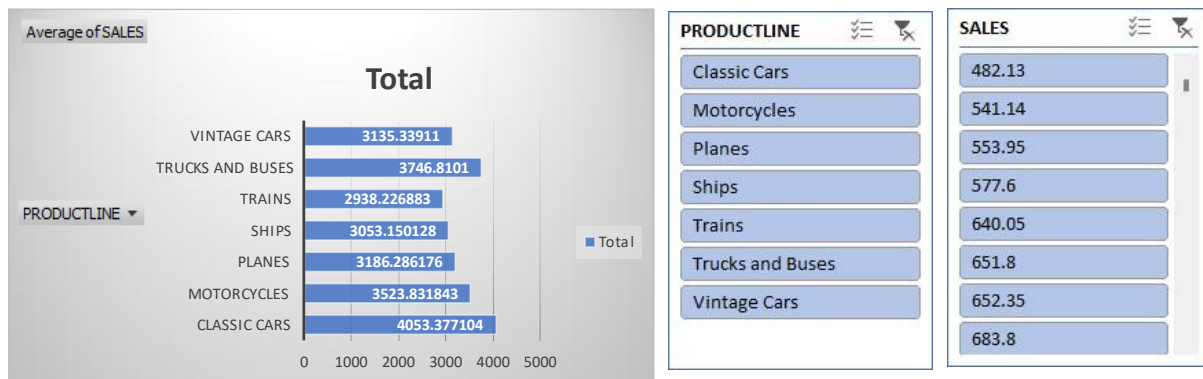 Average of SALES
Total
VINTAGE CARS 3135.33911
TRUCKS AND BUSES 3746.8101
TRAINS 2938.226883
SHIPS 3053.150128
PLANES 3186.286176
MOTORCYCLES 3523.831843
CLASSIC CARS 4053.377104
0 1000 2000 3000 4000 5000
PRODUCTLINE
Total
PRODUCTLINE
Classic Cars
Motorcycles
Planes
Ships
Trains
Trucks and Buses
Vintage Cars
SALES
482.13
541.14
553.95
577.6
640.05
651.8
652.35
683.8